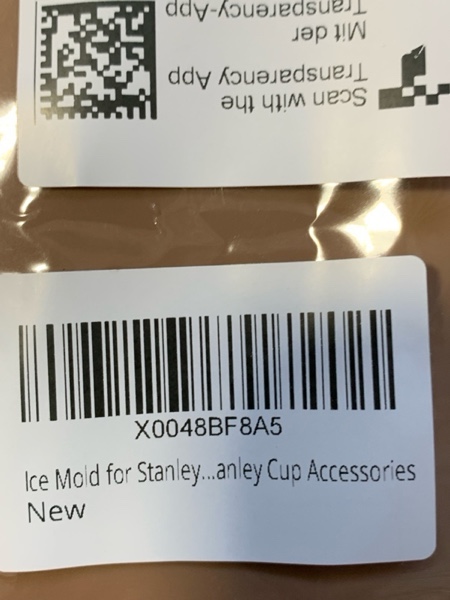 Scan with the
Transparency App
Mit der
Transparency-App
X0048BF8A5
Ice Mold for Stanley...anley Cup Accessories
New